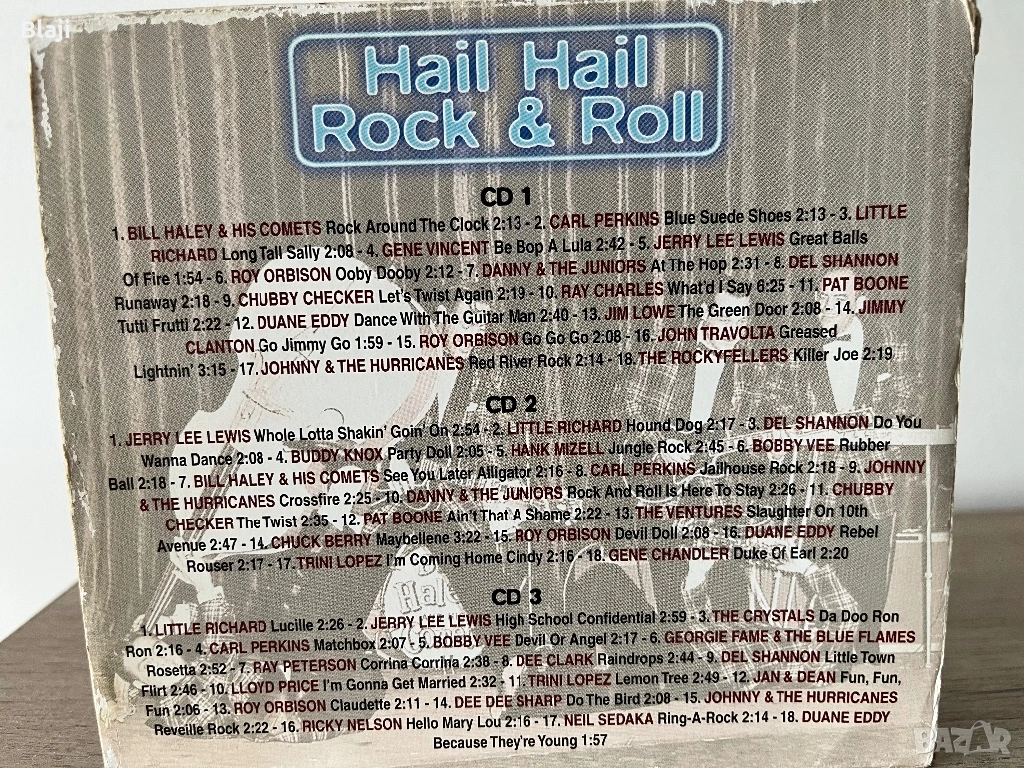 Blaji
Hail Hail
Rock & Roll
CD 1
1. BILL HALEY & HIS COMETS Rock Around The Clock 2:13 - 2. CARL PERKINS Blue Suede Shoes 2:13 - 3. LITTLE
RICHARD Long Tall Sally 2:08 - 4. GENE VINCENT Be Bop A Lula 2:42 - 5. JERRY LEE LEWIS Great Balls
Of Fire 1:54 - 6. ROY ORBISON Ooby Dooby 2:12 - 7. DANNY & THE JUNIORS At The Hop 2:31 - 8. DEL SHANNON
Runaway 2:18 - 9. CHUBBY CHECKER Let's Twist Again 2:19 - 10. RAY CHARLES What'd I Say 6:25 - 11. PAT BOONE
Tutti Frutti 2:22 - 12. DUANE EDDY Dance With The Guitar Man 2:40 - 13. JIM LOWE The Green Door 2:08 - 14. JIMMY
CLANTON Go Jimmy Go 1:59 - 15. ROY ORBISON Go Go Go 2:08 - 16. JOHN TRAVOLTA Greased
Lightnin' 3:15 - 17. JOHNNY & THE HURRICANES Red River Rock 2:14 - 18. THE ROCKYFELLERS Killer Joe 2:19
CD 2
1. JERRY LEE LEWIS Whole Lotta Shakin' Goin' On 2:54 - 2. LITTLE RICHARD Hound Dog 2:17 - 3. DEL SHANNON Do You
Wanna Dance 2:08 - 4. BUDDY KNOX Party Doll 2:05 - 5. HANK MIZELL Jungle Rock 2:45 - 6. BOBBY VEE Rubber
Ball 2:18 - 7. BILL HALEY & HIS COMETS See You Later Alligator 2:16 - 8. CARL PERKINS Jailhouse Rock 2:18 - 9. JOHNNY
& THE HURRICANES Crossfire 2:25 - 10. DANNY & THE JUNIORS Rock And Roll Is Here To Stay 2:26 - 11. CHUBBY
CHECKER The Twist 2:35 - 12. PAT BOONE Ain't That A Shame 2:22 - 13. THE VENTURES Slaughter On 10th
Avenue 2:47 - 14. CHUCK BERRY Maybellene 3:22 - 15. ROY ORBISON Devil Doll 2:08 - 16. DUANE EDDY Rebel
Rouser 2:17 - 17. TRINI LOPEZ I'm Coming Home Cindy 2:16 - 18. GENE CHANDLER Duke Of Earl 2:20
CD 3
1. LITTLE RICHARD Lucille 2:26 - 2. JERRY LEE LEWIS High School Confidential 2:59 - 3. THE CRYSTALS Da Doo Ron
Ron 2:16 - 4. CARL PERKINS Matchbox 2:07 - 5. BOBBY VEE Devil Or Angel 2:17 - 6. GEORGIE FAME & THE BLUE FLAMES
Rosetta 2:52 - 7. RAY PETERSON Corrina Corrina 2:38 - 8. DEE CLARK Raindrops 2:44 - 9. DEL SHANNON Little Town
Flirt 2:46 - 10. LLOYD PRICE I'm Gonna Get Married 2:32 - 11. TRINI LOPEZ Lemon Tree 2:49 - 12. JAN & DEAN Fun, Fun,
Fun 2:06 - 13. ROY ORBISON Claudette 2:11 - 14. DEE DEE SHARP Do The Bird 2:08 - 15. JOHNNY & THE HURRICANES
Reveille Rock 2:22 - 16. RICKY NELSON Hello Mary Lou 2:16 - 17. NEIL SEDAKA Ring-A-Rock 2:14 - 18. DUANE EDDY
Because They're Young 1:57
BAZAR